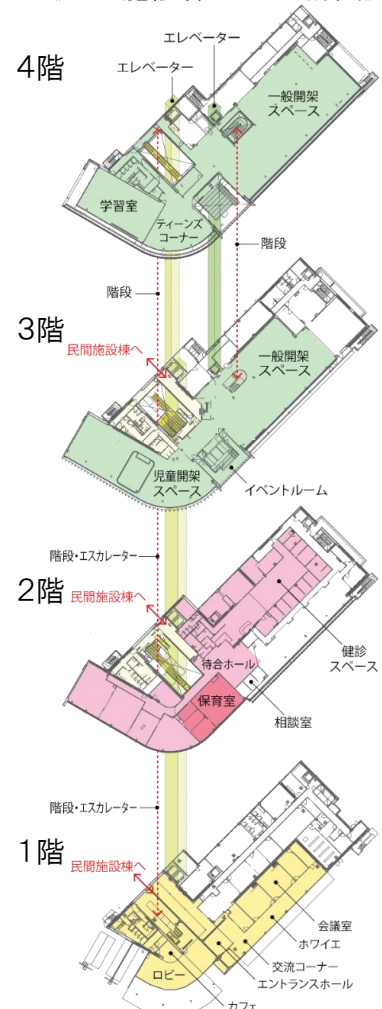 エレベーター
エレベーター
4階
一般開架
スペース
学習室
ティーンズ
コーナー
階段
階段
3階
民間施設棟へ
一般開架
スペース
児童開架
スペース
イベントルーム
階段・エスカレーター
2階
民間施設棟へ
待合ホール
健診
スペース
保育室
相談室
階段・エスカレーター
1階
民間施設棟へ
会議室
ホワイエ
交流コーナー
エントランスホール
ロビー
カフェ